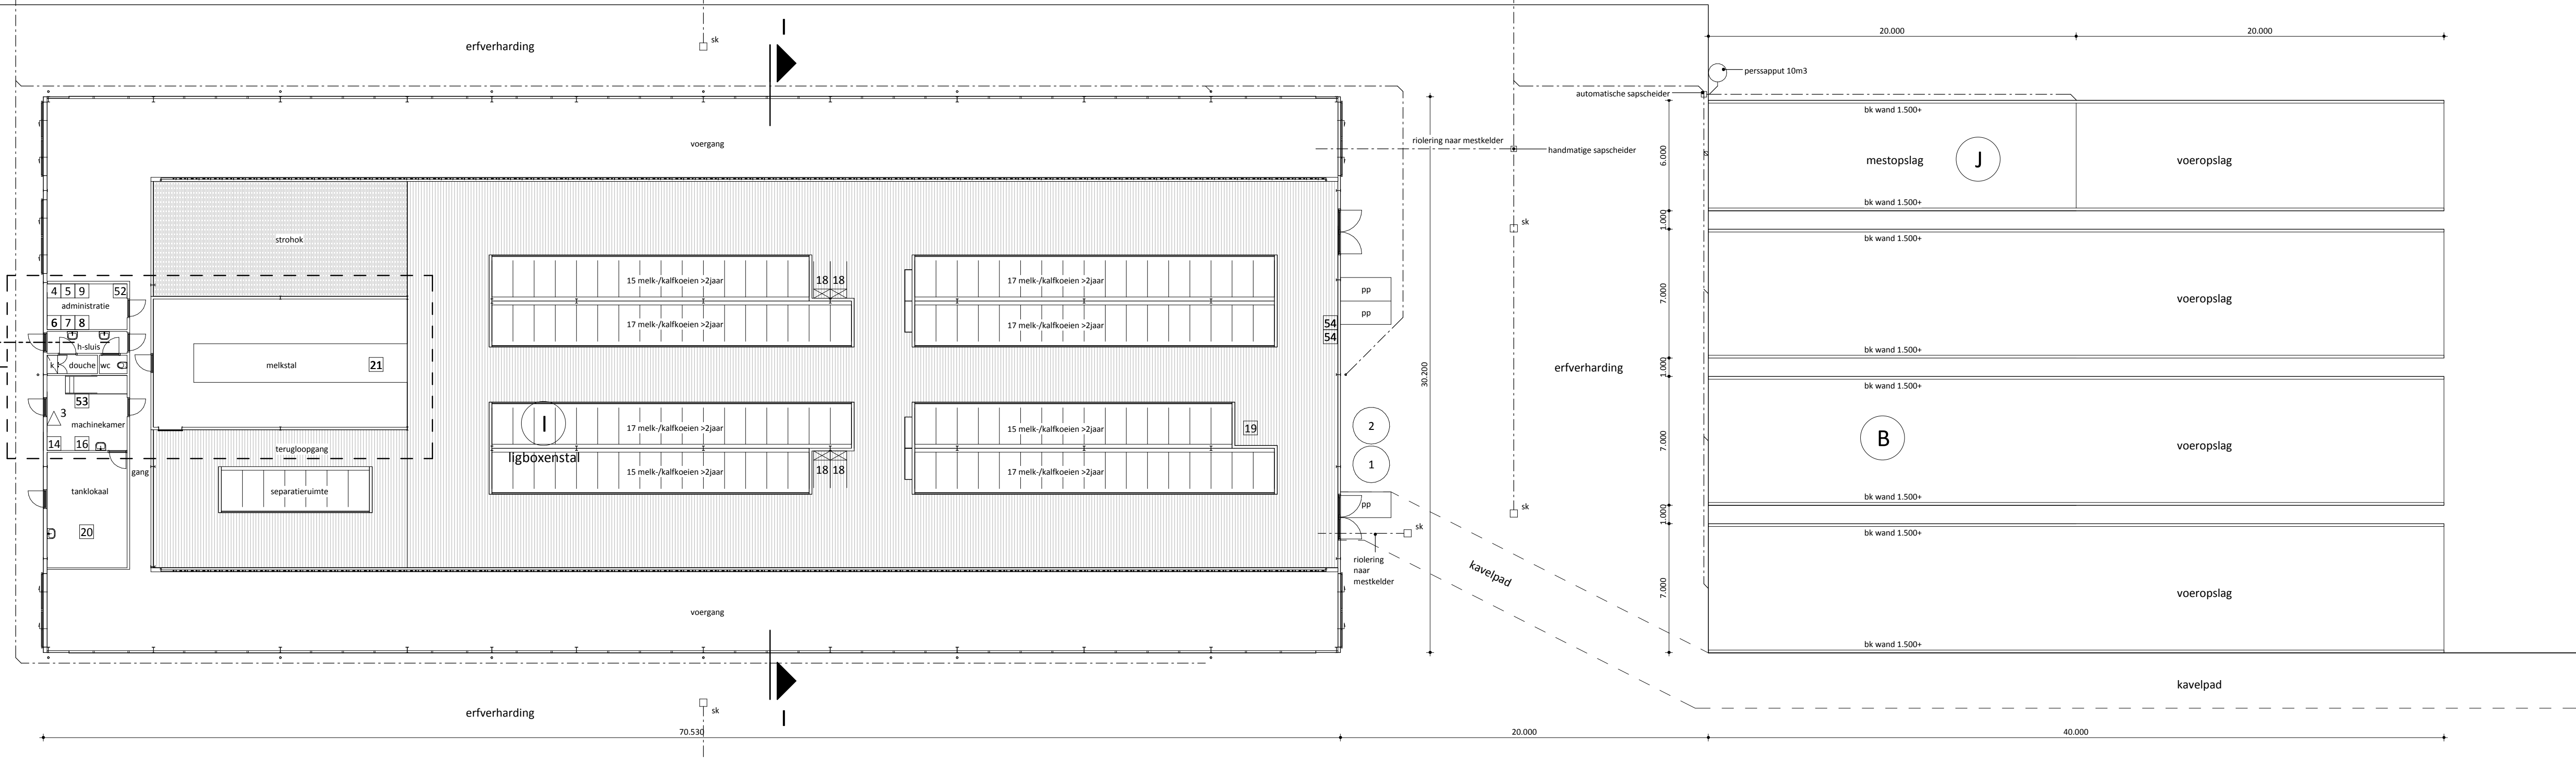 I
erfverharding
sk
20.000
20.000
perssapput 10m3
automatische sapscheider
bk wand 1.500+
voergang
riolering naar mestkelder
handmatige sapscheider
6.000
mestopslag
J
voeropslag
bk wand 1.500+
1.000
sk
bk wand 1.500+
strohok
15 melk-/kalfkoeien >2jaar
18 18
17 melk-/kalfkoeien >2jaar
4 5 9 52
administratie
pp
7.000
voeropslag
6 7 8
17 melk-/kalfkoeien >2jaar
17 melk-/kalfkoeien >2jaar
54
54
pp
h-sluis
bk wand 1.500+
k douche wc
melkstal
21
30.200
erfverharding
1.000
bk wand 1.500+
53
3
machinekamer
I
17 melk-/kalfkoeien >2jaar
15 melk-/kalfkoeien >2jaar
19
2
7.000
B
voeropslag
14 16
terugloopgang
ligboxenstal
gang
15 melk-/kalfkoeien >2jaar
18 18
17 melk-/kalfkoeien >2jaar
1
tanklokaal
separatieruimte
bk wand 1.500+
pp
sk
1.000
20
sk
bk wand 1.500+
riolering
naar
mestkelder
kavelpad
7.000
voeropslag
voergang
bk wand 1.500+
kavelpad
erfverharding
sk
I
70.530
20.000
40.000